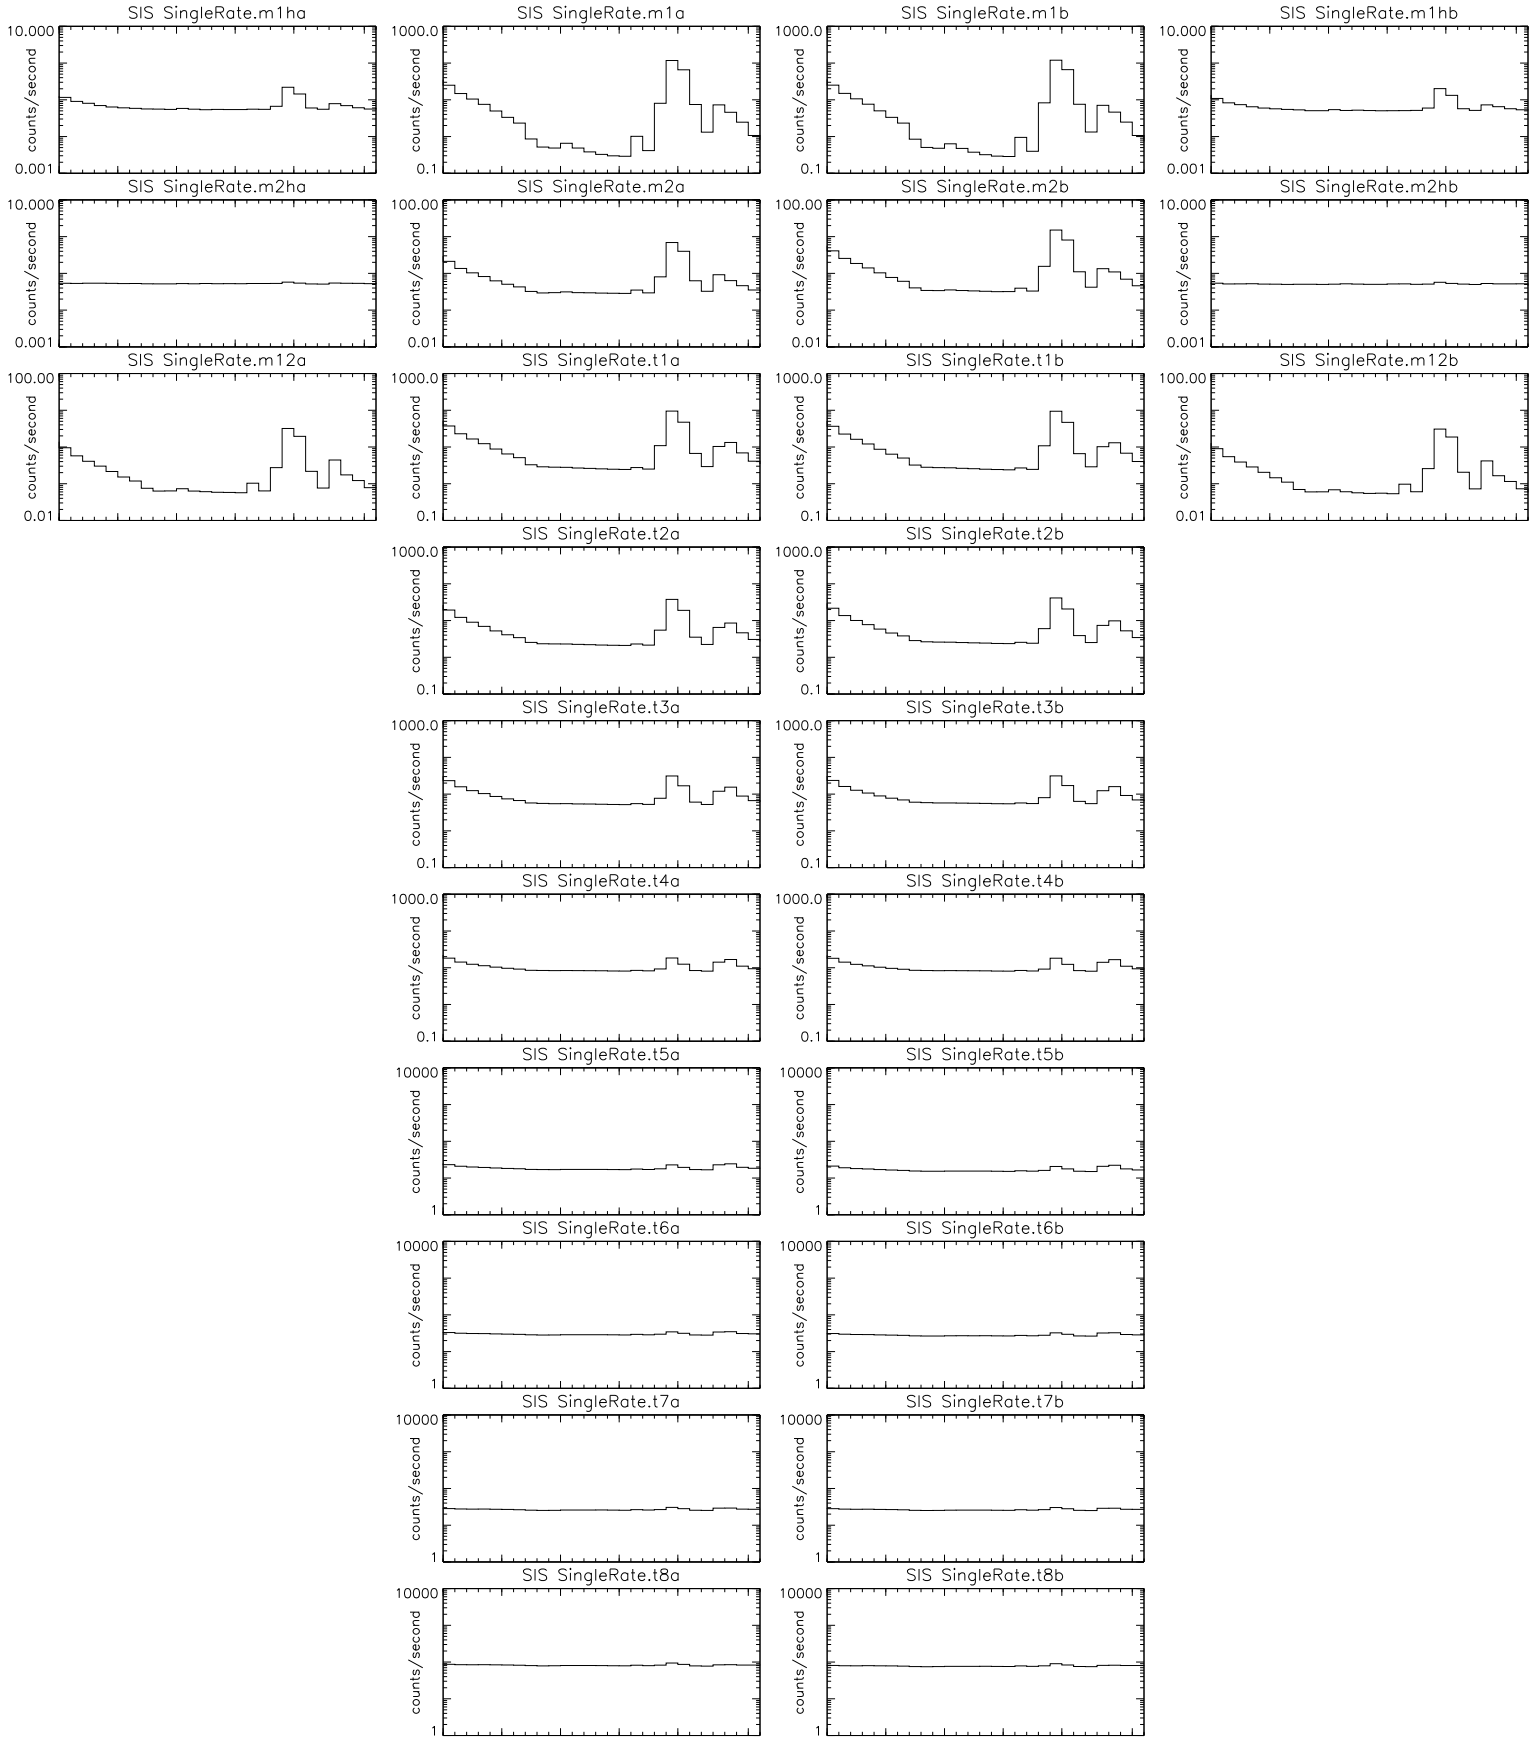 SIS SingleRate.m1ha
10.000
counts/second
0.001
SIS SingleRate.m1a
1000.0
counts/second
0.1
SIS SingleRate.m1b
1000.0
counts/second
0.1
SIS SingleRate.m1hb
10.000
counts/second
0.001
SIS SingleRate.m2ha
10.000
counts/second
0.001
SIS SingleRate.m2a
100.00
counts/second
0.01
SIS SingleRate.m2b
100.00
counts/second
0.01
SIS SingleRate.m2hb
10.000
counts/second
0.001
SIS SingleRate.m12a
100.00
counts/second
0.01
SIS SingleRate.t1a
1000.0
counts/second
0.1
SIS SingleRate.t1b
1000.0
counts/second
0.1
SIS SingleRate.m12b
100.00
counts/second
0.01
SIS SingleRate.t2a
1000.0
counts/second
0.1
SIS SingleRate.t2b
1000.0
counts/second
0.1
SIS SingleRate.t3a
1000.0
counts/second
0.1
SIS SingleRate.t3b
1000.0
counts/second
0.1
SIS SingleRate.t4a
1000.0
counts/second
0.1
SIS SingleRate.t4b
1000.0
counts/second
0.1
SIS SingleRate.t5a
10000
counts/second
1
SIS SingleRate.t5b
10000
counts/second
1
SIS SingleRate.t6a
10000
counts/second
1
SIS SingleRate.t6b
10000
counts/second
1
SIS SingleRate.t7a
10000
counts/second
1
SIS SingleRate.t7b
10000
counts/second
1
SIS SingleRate.t8a
10000
counts/second
1
SIS SingleRate.t8b
10000
counts/second
1